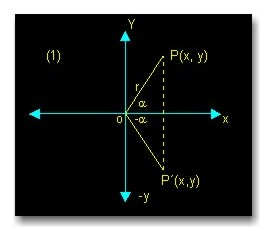 Y
(1)
P(x, y)
r
α
o
-α
x
P´(x,y)
-y